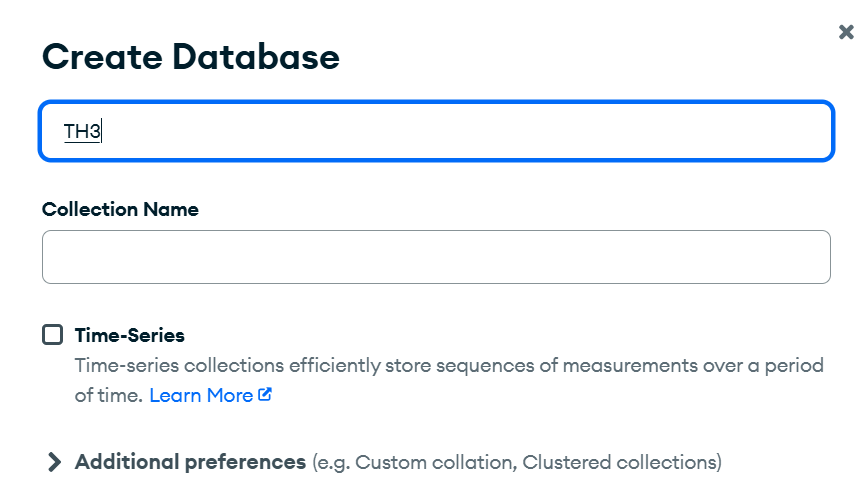 Create Database
TH3
Collection Name
Time-Series
Time-series collections efficiently store sequences of measurements over a period
of time. Learn More
Additional preferences (e.g. Custom collation, Clustered collections)